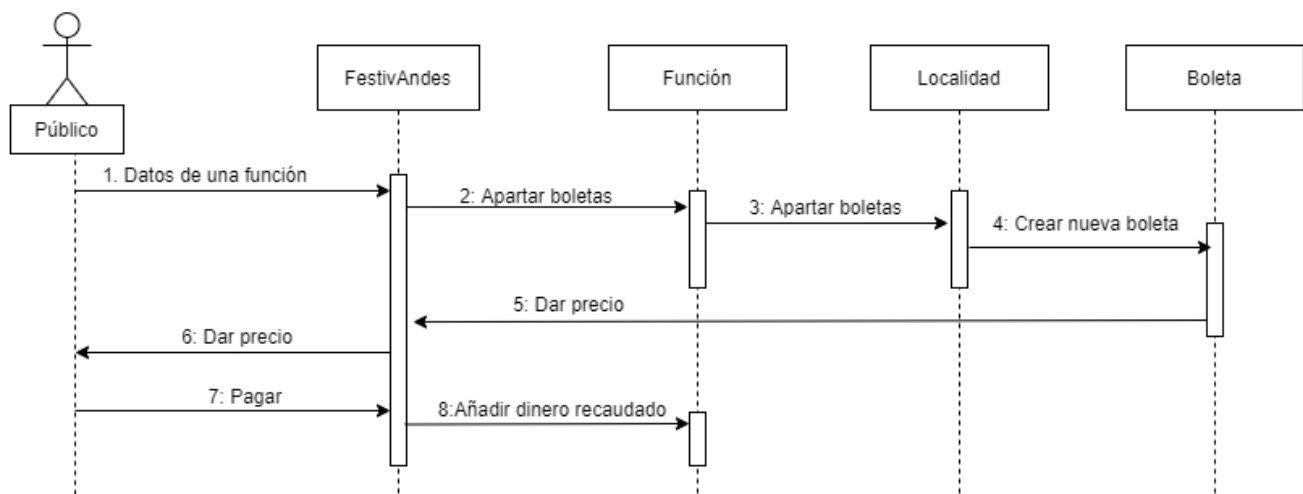 FestivAndes
Función
Localidad
Boleta
Público
1. Datos de una función
2: Apartar boletas
3: Apartar boletas
4: Crear nueva boleta
5: Dar precio
6: Dar precio
7: Pagar
8:Añadir dinero recaudado